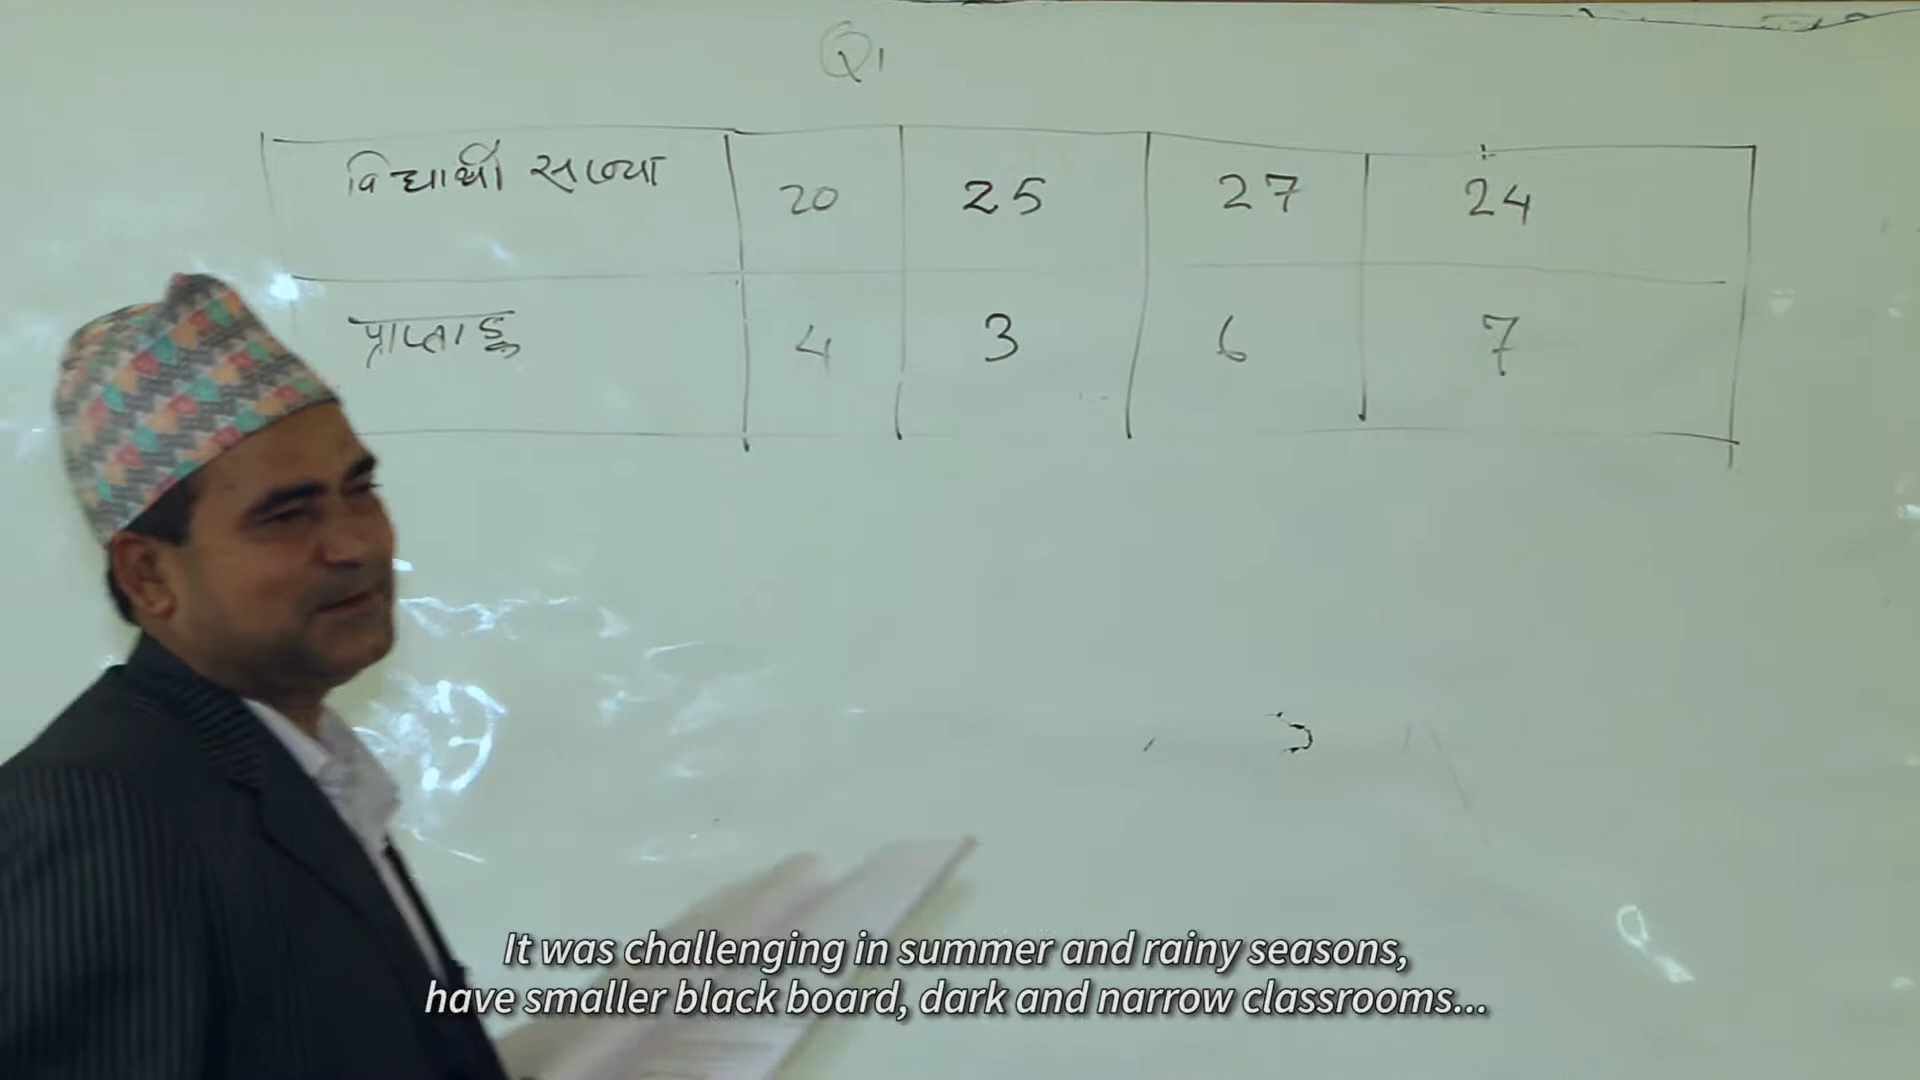 Q1
विद्यार्थी सख्या 20 25 27 24
प्राप्ताङ्क 4 3 6 7
It was challenging in summer and rainy seasons,
have smaller black board, dark and narrow classrooms...